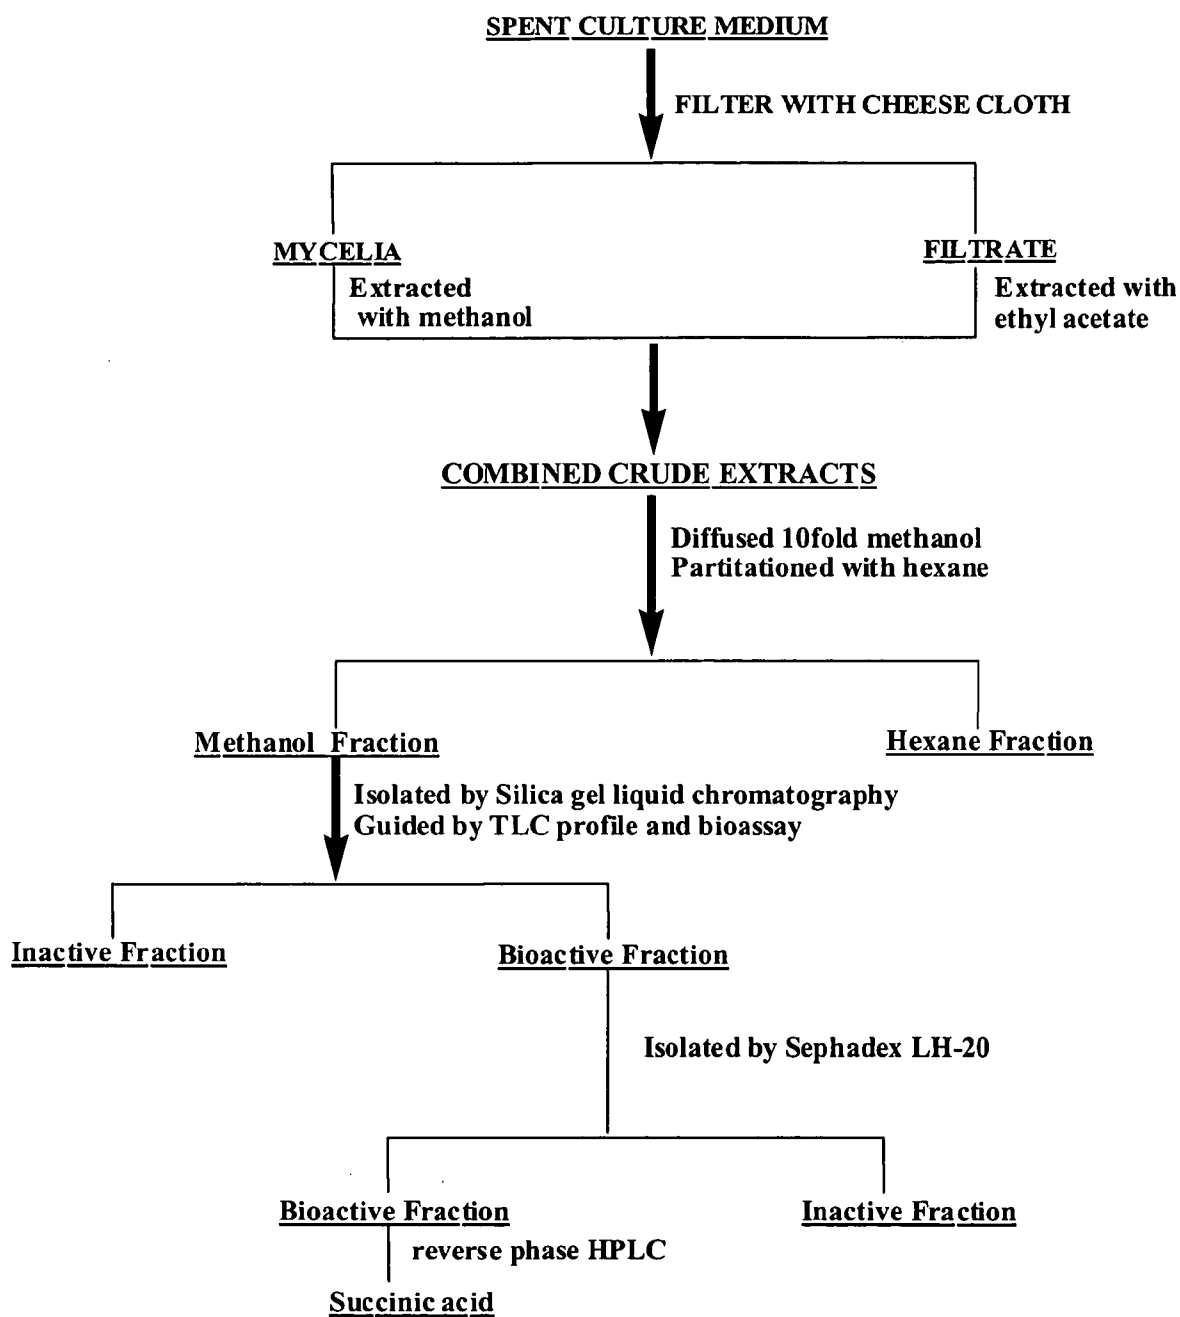 SPENT CULTURE MEDIUM
FILTER WITH CHEESE CLOTH
MYCELIA
Extracted
with methanol
FILTRATE
Extracted with
ethyl acetate
COMBINED CRUDE EXTRACTS
Diffused 10fold methanol
Partitationed with hexane
Methanol Fraction
Hexane Fraction
Isolated by Silica gel liquid chromatography
Guided by TLC profile and bioassay
Inactive Fraction
Bioactive Fraction
Isolated by Sephadex LH-20
Bioactive Fraction
Inactive Fraction
reverse phase HPLC
Succinic acid